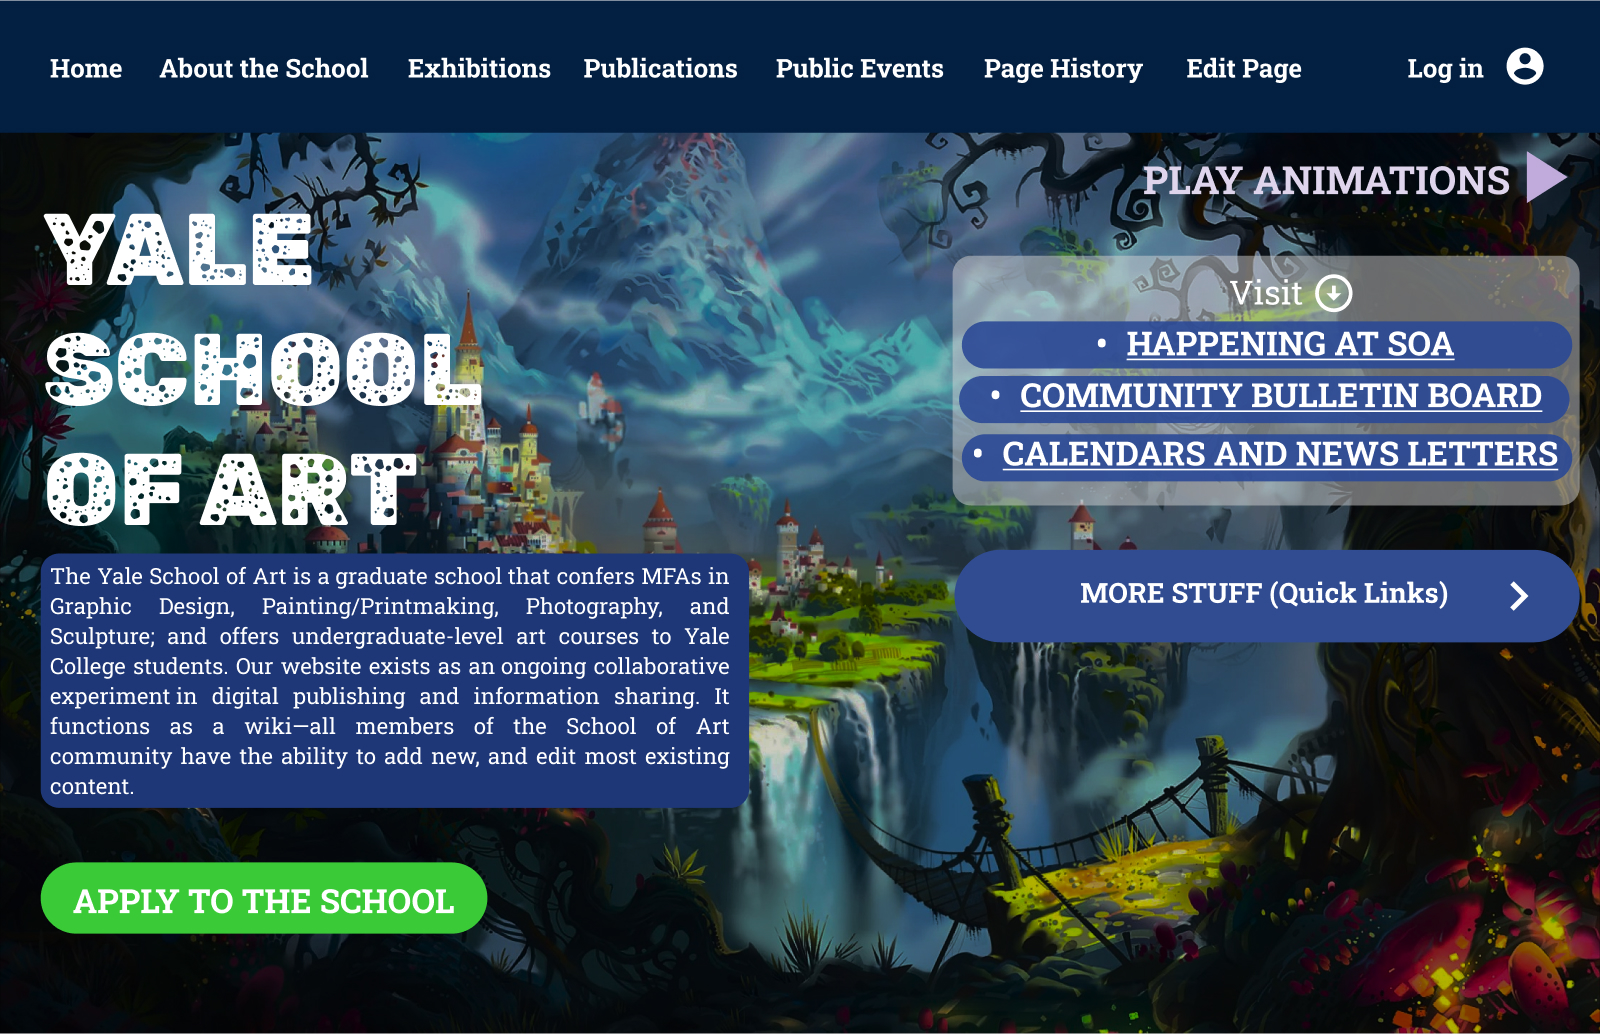 Home About the School Exhibitions Publications Public Events Page History Edit Page Log in
PLAY ANIMATIONS
YALE
SCHOOL
OF ART
The Yale School of Art is a graduate school that confers MFAs in
Graphic Design, Painting/Printmaking, Photography, and
Sculpture; and offers undergraduate-level art courses to Yale
College students. Our website exists as an ongoing collaborative
experiment in digital publishing and information sharing. It
functions as a wiki—all members of the School of Art
community have the ability to add new, and edit most existing
content.
APPLY TO THE SCHOOL
Visit
• HAPPENING AT SOA
• COMMUNITY BULLETIN BOARD
• CALENDARS AND NEWS LETTERS
MORE STUFF (Quick Links)